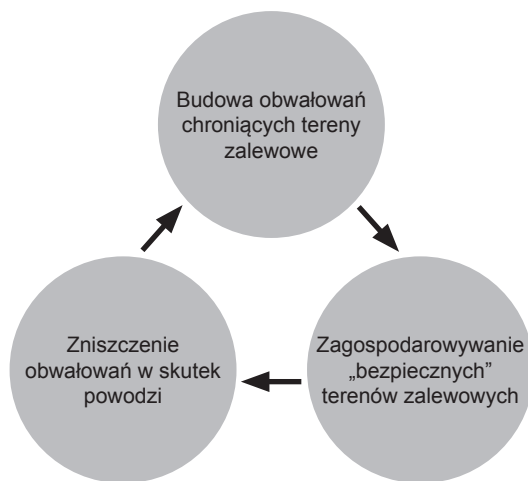 Budowa obwałowań
chroniących tereny
zalewowe
Zniszczenie
obwałowań w skutek
powodzi
Zagospodarowywanie
„bezpiecznych”
terenów zalewowych